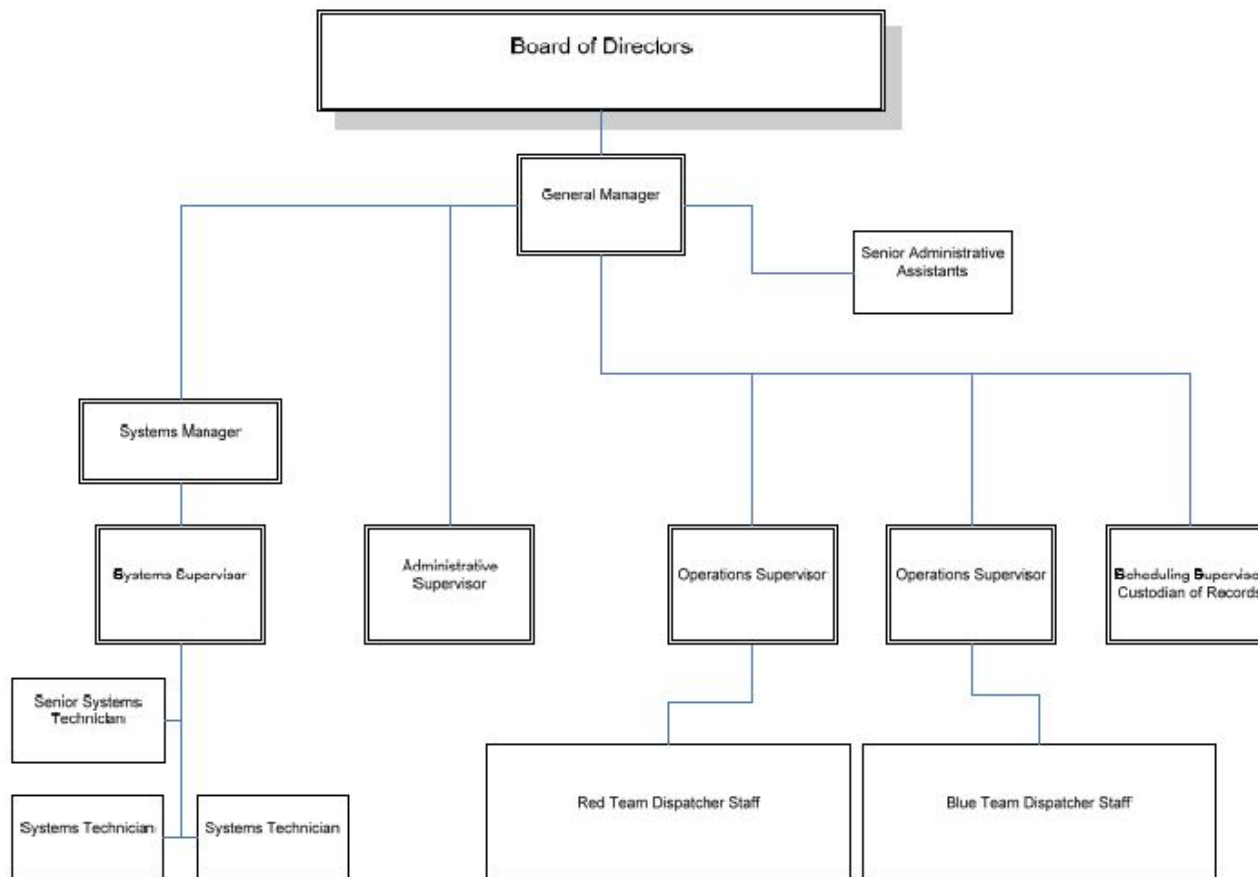 Board of Directors
General Manager
Senior Administrative
Assistants
Systems Manager
Systems Supervisor
Administrative
Supervisor
Operations Supervisor
Operations Supervisor
Scheduling Supervisor
Custodian of Records
Senior Systems
Technician
Systems Technician
Systems Technician
Red Team Dispatcher Staff
Blue Team Dispatcher Staff